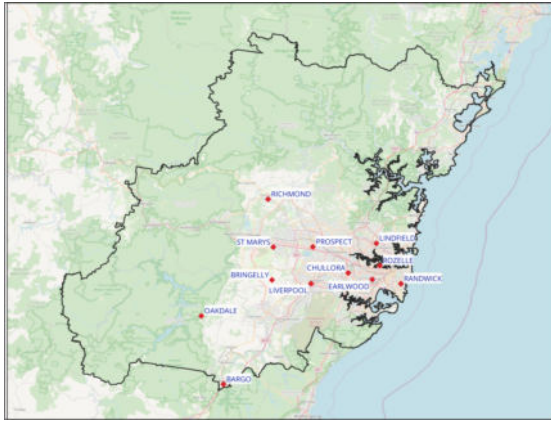 RICHMOND
ST MARYS
PROSPECT
LINDFIELD
ROZELLE
CHULLORA
BRINGELLY
LIVERPOOL
EARLWOOD
RANDWICK
OAKDALE
BARGO